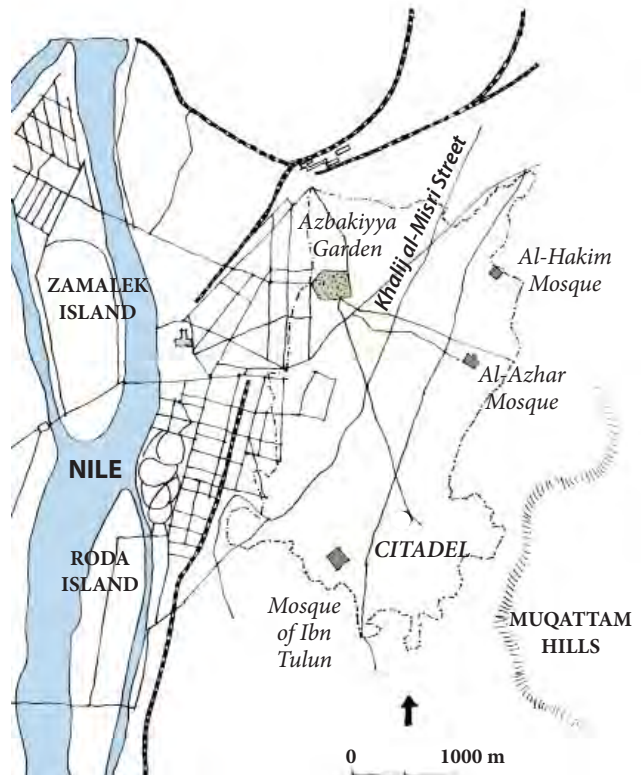 Khalij al-Misri Street
Azbakiyya
Garden
Al-Hakim
Mosque
ZAMALEK
ISLAND
Al-Azhar
Mosque
NILE
CITADEL
RODA
ISLAND
Mosque
of Ibn
Tulun
MUQATTAM
HILLS
0 1000 m